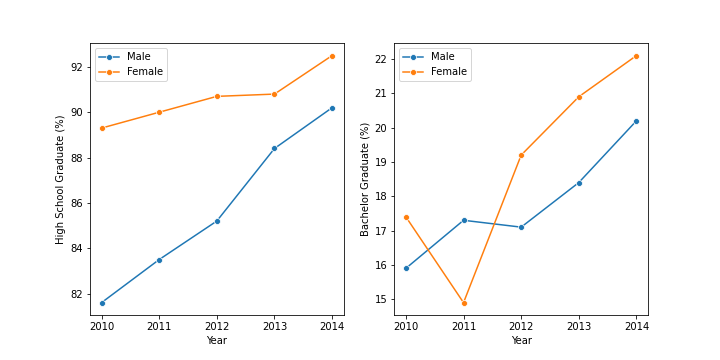 Male
Female
92
90
88
86
84
82
High School Graduate (%)
2010 2011 2012 2013 2014
Year
Male
Female
22
21
20
19
18
17
16
15
Bachelor Graduate (%)
2010 2011 2012 2013 2014
Year